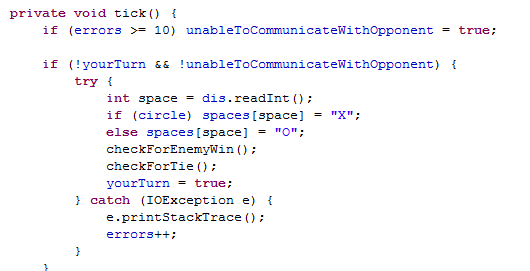 private void tick() {
    if (errors >= 10) unableToCommunicateWithOpponent = true;

    if (!yourTurn && !unableToCommunicateWithOpponent) {
        try {
            int space = dis.readInt();
            if (circle) spaces[space] = "X";
            else spaces[space] = "O";
            checkForEnemyWin();
            checkForTie();
            yourTurn = true;
        } catch (IOException e) {
            e.printStackTrace();
            errors++;
        }
    }